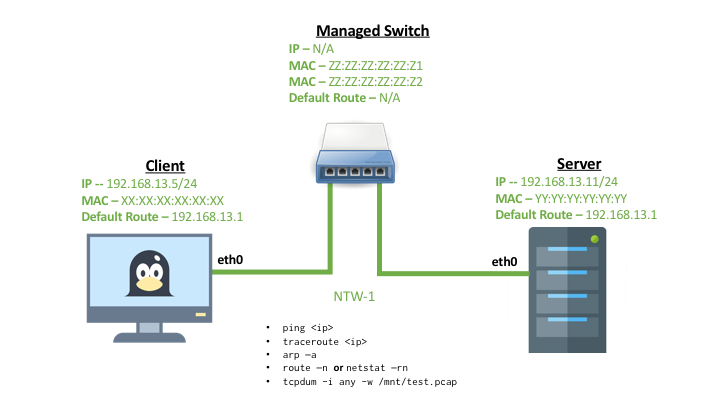 Managed Switch
IP – N/A
MAC – ZZ:ZZ:ZZ:ZZ:ZZ:Z1
MAC – ZZ:ZZ:ZZ:ZZ:ZZ:Z2
Default Route – N/A
Client
IP -- 192.168.13.5/24
MAC – XX:XX:XX:XX:XX:XX
Default Route – 192.168.13.1
Server
IP -- 192.168.13.11/24
MAC – YY:YY:YY:YY:YY:YY
Default Route – 192.168.13.1
eth0
eth0
NTW-1
• ping <ip>
• traceroute <ip>
• arp –a
• route –n or netstat –rn
• tcpdum -i any -w /mnt/test.pcap